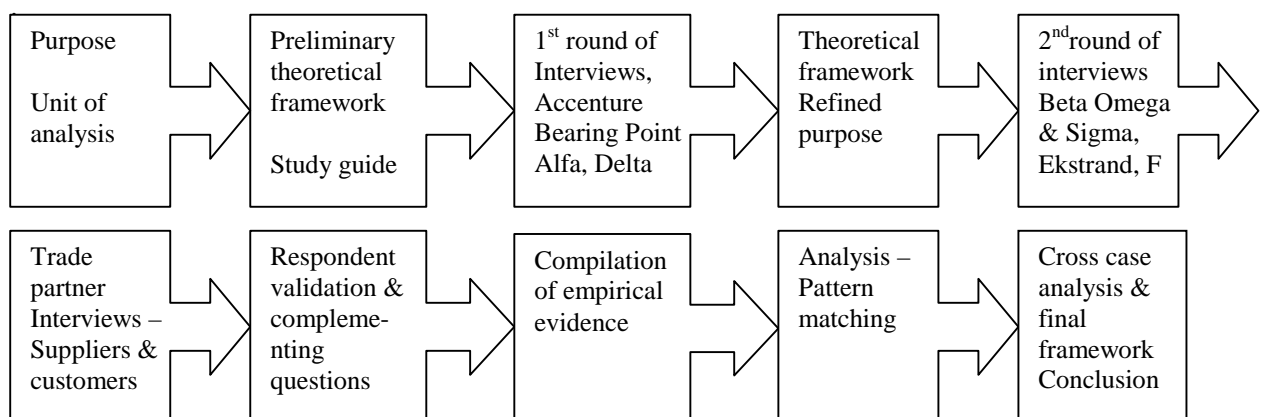 Purpose
Unit of
analysis
Preliminary
theoretical
framework
Study guide
1st round of
Interviews,
Accenture
Bearing Point
Alfa, Delta
Theoretical
framework
Refined
purpose
2ndround of
interviews
Beta Omega
& Sigma,
Ekstrand, F
Trade
partner
Interviews –
Suppliers &
customers
Respondent
validation &
compleme-
nting
questions
Compilation
of empirical
evidence
Analysis –
Pattern
matching
Cross case
analysis &
final
framework
Conclusion